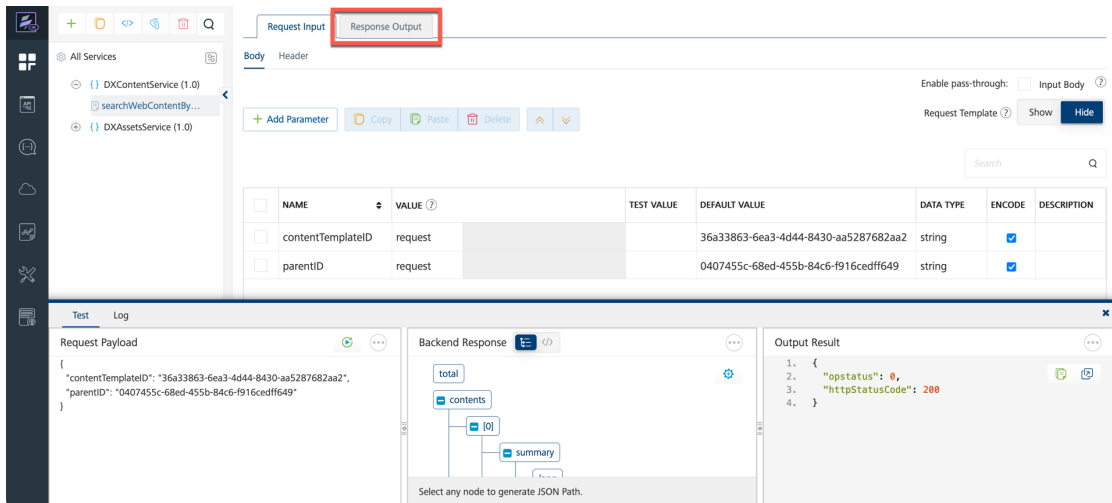 Request Input
Response Output
All Services
DXContentService (1.0)
searchWebContentBy...
DXAssetsService (1.0)
Body
Header
Enable pass-through:
Input Body
+ Add Parameter
Copy
Paste
Delete
Request Template
Show
Hide
Search
NAME
VALUE
TEST VALUE
DEFAULT VALUE
DATA TYPE
ENCODE
DESCRIPTION
contentTemplateID
request
36a33863-6ea3-4d44-8430-aa5287682aa2
string
parentID
request
0407455c-68ed-455b-84c6-f916cedff649
string
Test
Log
Request Payload
{
"contentTemplateID": "36a33863-6ea3-4d44-8430-aa5287682aa2",
"parentID": "0407455c-68ed-455b-84c6-f916cedff649"
}
Backend Response
total
contents
[0]
summary
Select any node to generate JSON Path.
Output Result
1. {
2. "opstatus": 0,
3. "httpStatusCode": 200
4. }